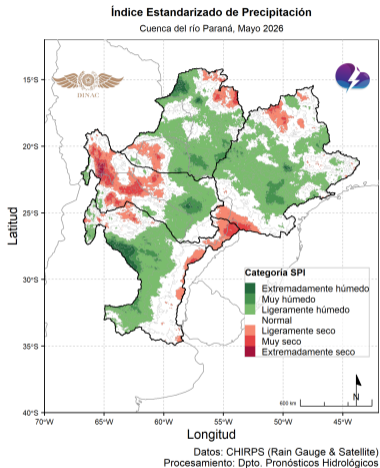 Índice Estandarizado de Precipitación
Cuenca del río Paraná, Mayo 2026
DINAC
15°S
20°S
25°S
30°S
35°S
40°S
Latitud
Categoría SPI
Extremadamente húmedo
Muy húmedo
Ligeramente húmedo
Normal
Ligeramente seco
Muy seco
Extremadamente seco
N
600 km
70°W 65°W 60°W 55°W 50°W 45°W
Longitud
Datos: CHIRPS (Rain Gauge & Satellite)
Procesamiento: Dpto. Pronósticos Hidrológicos